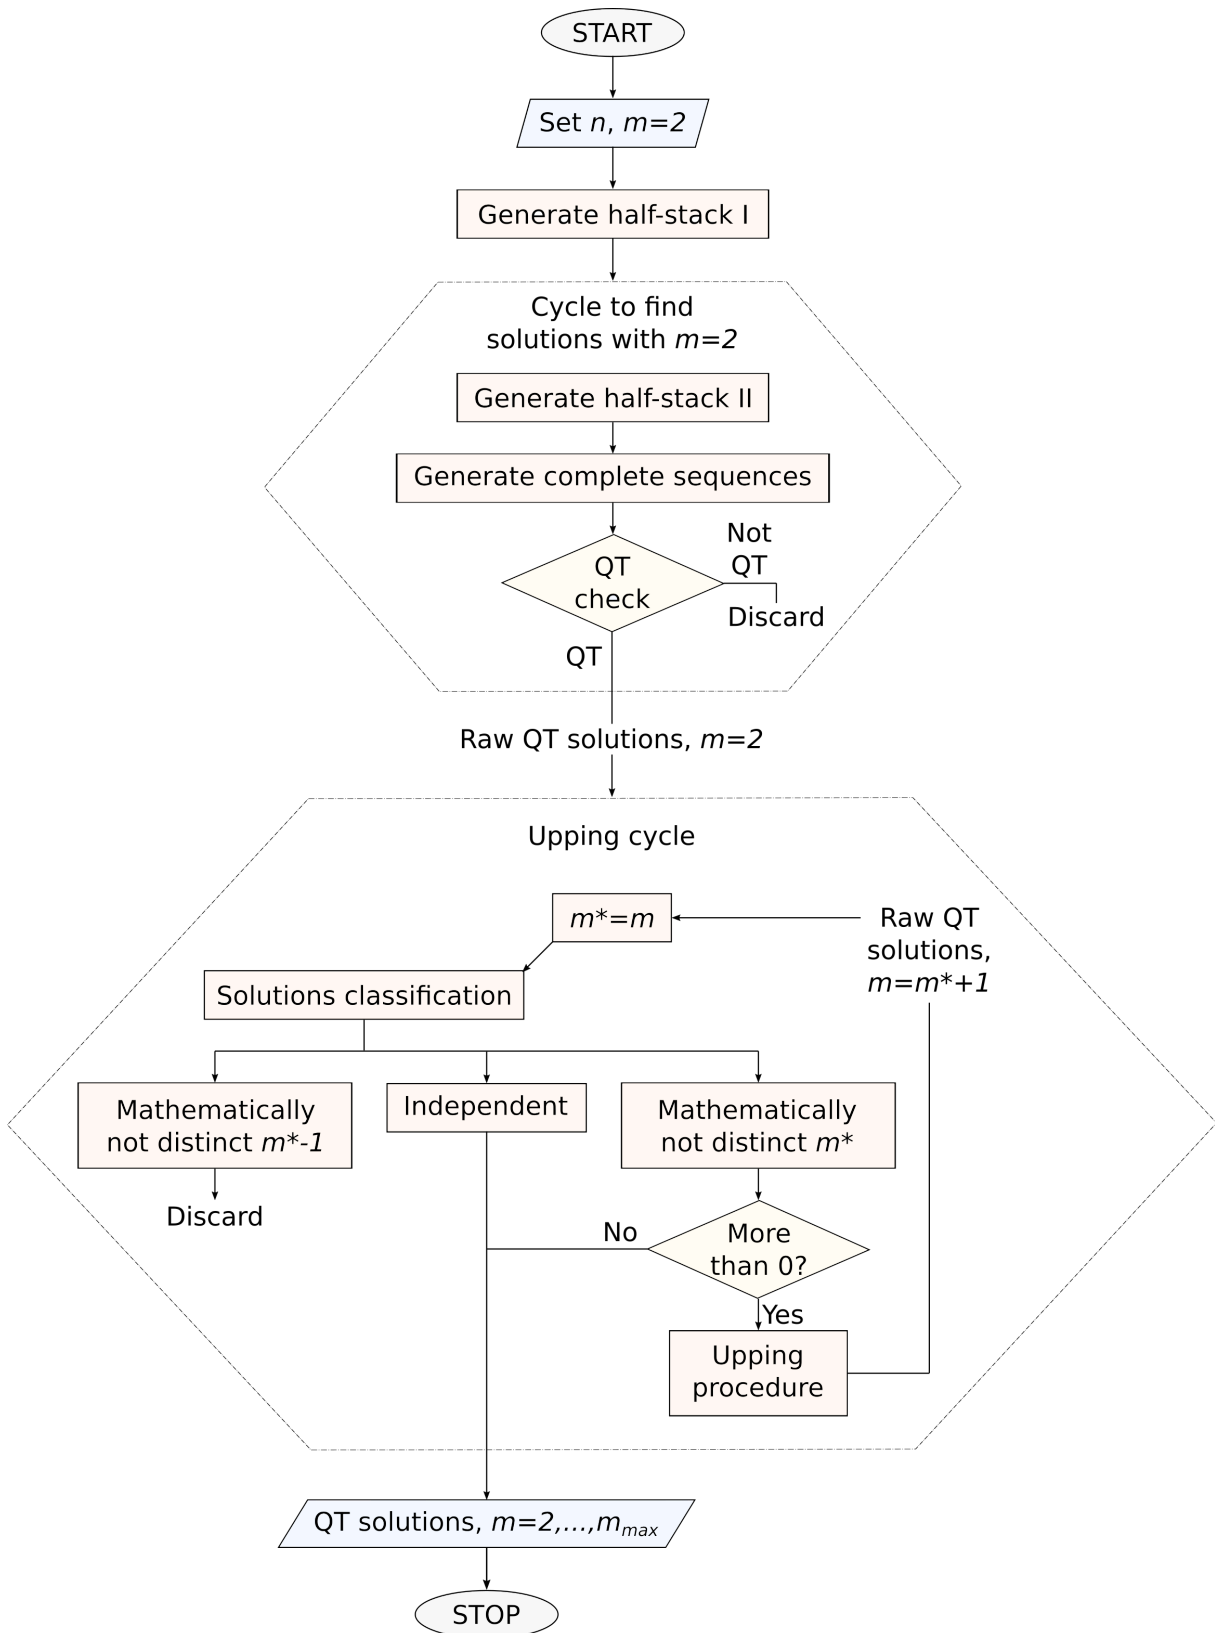 START
Set n, m=2
Generate half-stack I
Cycle to find
solutions with m=2
Generate half-stack II
Generate complete sequences
QT
check
Not
QT
Discard
QT
Raw QT solutions, m=2
Upping cycle
m*=m
Raw QT
solutions,
m=m*+1
Solutions classification
Mathematically
not distinct m*-1
Independent
Mathematically
not distinct m*
Discard
No
More
than 0?
Yes
Upping
procedure
QT solutions, m=2,...,mmax
STOP